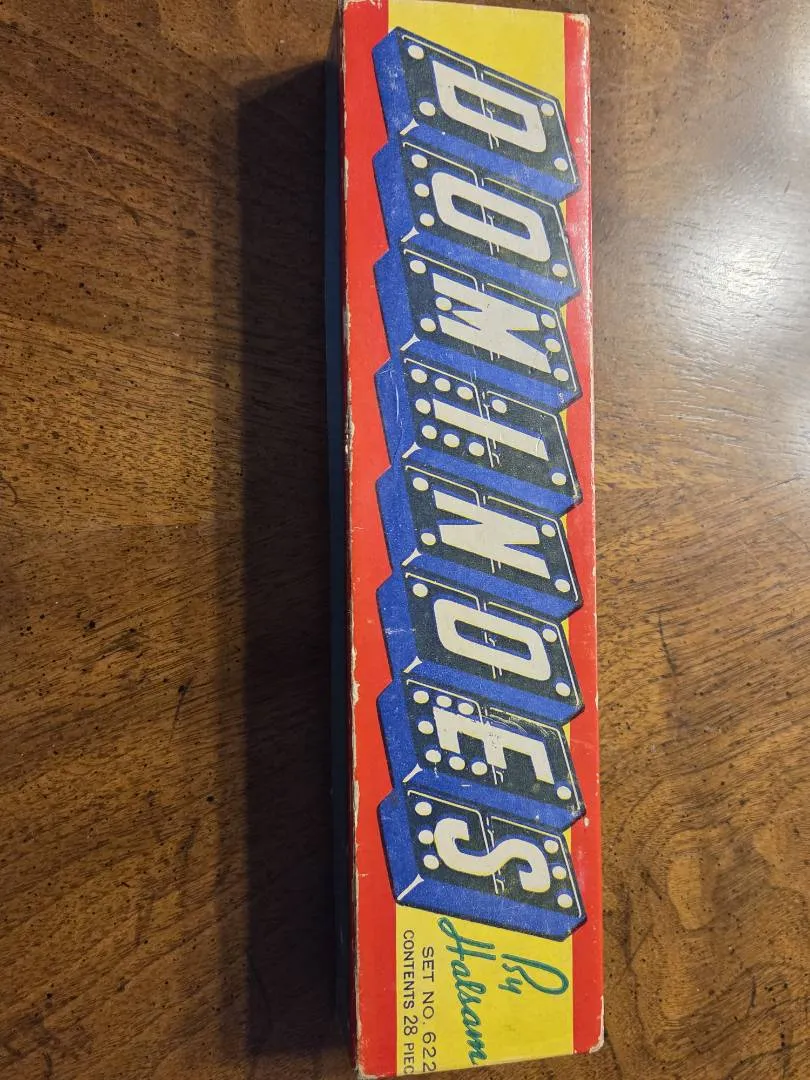 DOMINOES
By
Halsam
SET NO. 622
CONTENTS 28 PIEC